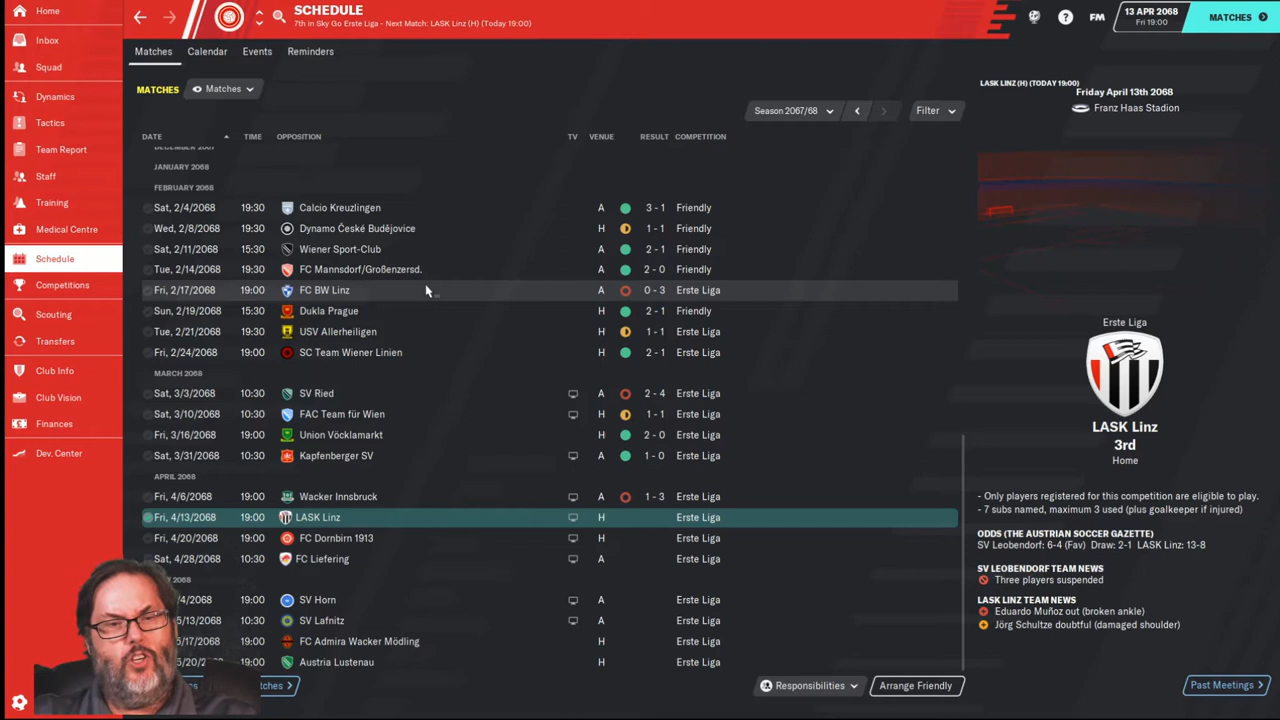 Home
SCHEDULE
7th in Sky Go Erste Liga - Next Match: LASK Linz (H) (Today 19:00)
FM
13 APR 2068
Fri 19:00
MATCHES
Inbox
Squad
Dynamics
Tactics
Team Report
Staff
Training
Medical Centre
Schedule
Competitions
Scouting
Transfers
Club Info
Club Vision
Finances
Dev. Center
Matches Calendar Events Reminders
MATCHES Matches
Season 2067/68 Filter
DATE TIME OPPOSITION TV VENUE RESULT COMPETITION
JANUARY 2068
FEBRUARY 2068
Sat, 2/4/2068 19:30 Calcio Kreuzlingen A 3 - 1 Friendly
Wed, 2/8/2068 19:30 Dynamo České Budějovice H 1 - 1 Friendly
Sat, 2/11/2068 15:30 Wiener Sport-Club A 2 - 1 Friendly
Tue, 2/14/2068 19:30 FC Mannsdorf/Großenzersd. A 2 - 0 Friendly
Fri, 2/17/2068 19:00 FC BW Linz A 0 - 3 Erste Liga
Sun, 2/19/2068 15:30 Dukla Prague H 2 - 1 Friendly
Tue, 2/21/2068 19:30 USV Allerheiligen H 1 - 1 Erste Liga
Fri, 2/24/2068 19:00 SC Team Wiener Linien H 2 - 1 Erste Liga
MARCH 2068
Sat, 3/3/2068 10:30 SV Ried A 2 - 4 Erste Liga
Sat, 3/10/2068 10:30 FAC Team für Wien H 1 - 1 Erste Liga
Fri, 3/16/2068 19:00 Union Vöcklamarkt H 2 - 0 Erste Liga
Sat, 3/31/2068 10:30 Kapfenberger SV A 1 - 0 Erste Liga
APRIL 2068
Fri, 4/6/2068 19:00 Wacker Innsbruck A 1 - 3 Erste Liga
Fri, 4/13/2068 19:00 LASK Linz H Erste Liga
Fri, 4/20/2068 19:00 FC Dornbirn 1913 H Erste Liga
Sat, 4/28/2068 10:30 FC Liefering A Erste Liga
2068
/4/2068 19:00 SV Horn A Erste Liga
5/13/2068 10:30 SV Lafnitz A Erste Liga
5/17/2068 19:00 FC Admira Wacker Mödling H Erste Liga
5/20/2068 19:00 Austria Lustenau H Erste Liga
Responsibilities Arrange Friendly
LASK LINZ (H) (TODAY 19:00)
Friday April 13th 2068
Franz Haas Stadion
Erste Liga
LASK Linz
3rd
Home
- Only players registered for this competition are eligible to play.
- 7 subs named, maximum 3 used (plus goalkeeper if injured)
ODDS (THE AUSTRIAN SOCCER GAZETTE)
SV Leobendorf: 6-4 (Fav) Draw: 2-1 LASK Linz: 13-8
SV LEOBENDORF TEAM NEWS
Three players suspended
LASK LINZ TEAM NEWS
Eduardo Muñoz out (broken ankle)
Jörg Schultze doubtful (damaged shoulder)
Past Meetings